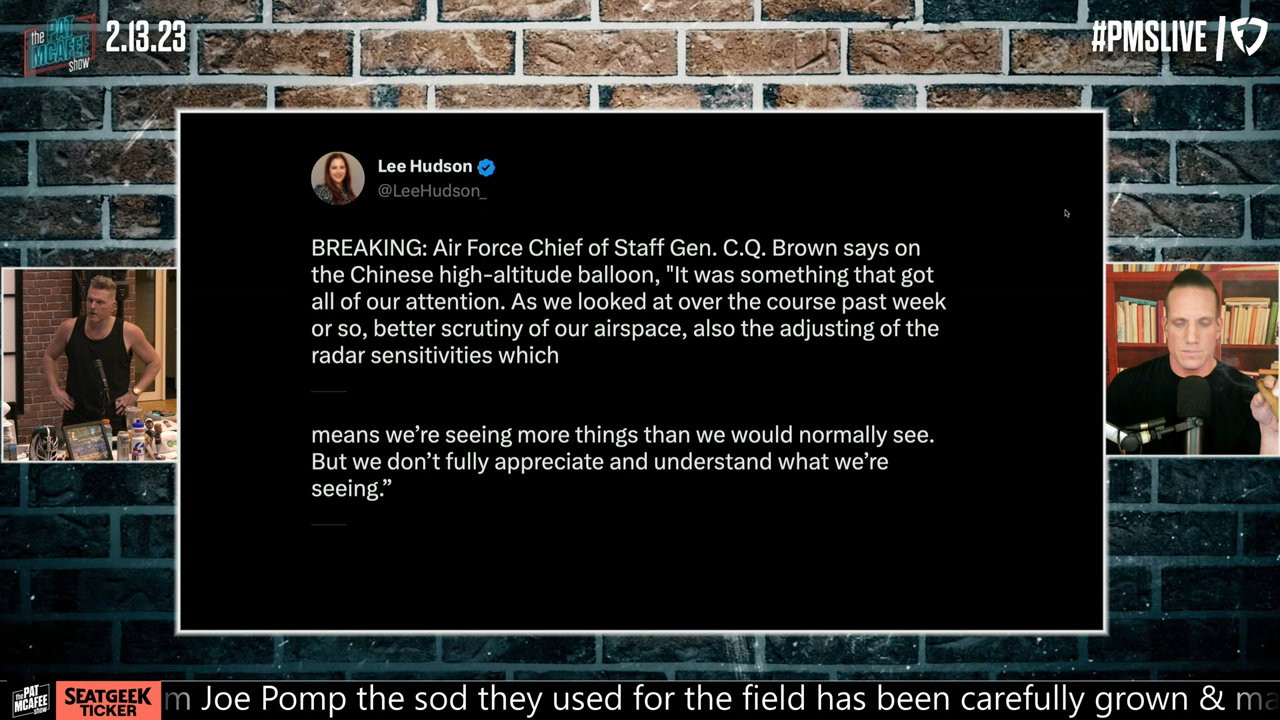 the PAT MCAFEE show
2.13.23
#PMSLIVE
Lee Hudson
@LeeHudson_
BREAKING: Air Force Chief of Staff Gen. C.Q. Brown says on
the Chinese high-altitude balloon, "It was something that got
all of our attention. As we looked at over the course past week
or so, better scrutiny of our airspace, also the adjusting of the
radar sensitivities which
means we’re seeing more things than we would normally see.
But we don’t fully appreciate and understand what we’re
seeing.”
the PAT MCAFEE show
SEATGEEK
TICKER
m Joe Pomp the sod they used for the field has been carefully grown & ma